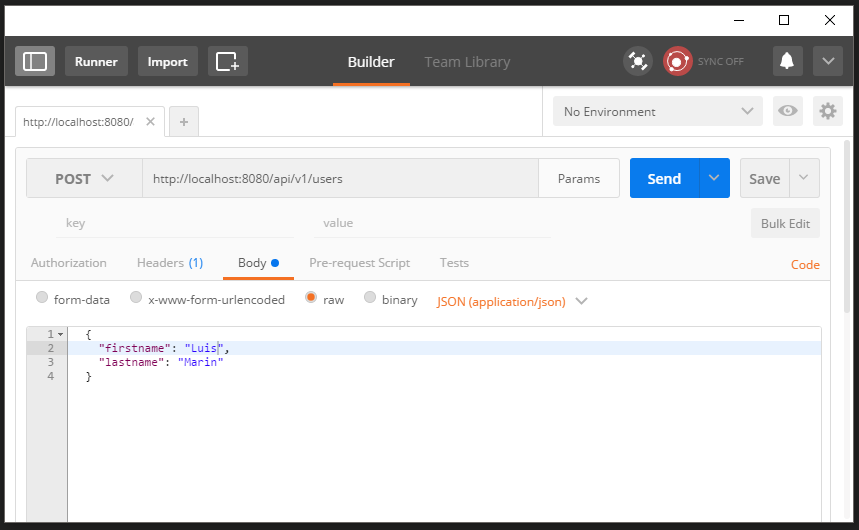 Runner Import Builder Team Library SYNC OFF
http://localhost:8080/ No Environment
POST http://localhost:8080/api/v1/users Params Send Save
key value Bulk Edit
Authorization Headers (1) Body Pre-request Script Tests Code
form-data x-www-form-urlencoded raw binary JSON (application/json)
1 {
2 "firstname": "Luis",
3 "lastname": "Marin"
4 }